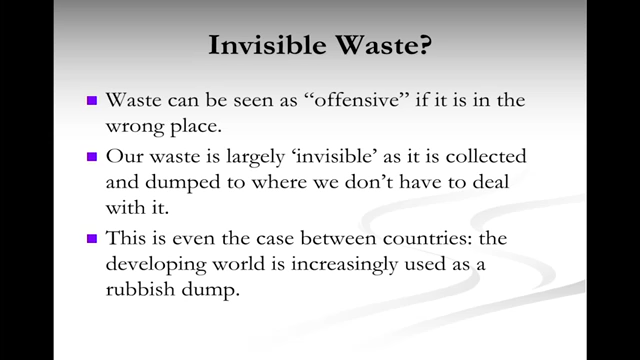 Invisible Waste?
Waste can be seen as “offensive” if it is in the
wrong place.
Our waste is largely ‘invisible’ as it is collected
and dumped to where we don’t have to deal
with it.
This is even the case between countries: the
developing world is increasingly used as a
rubbish dump.